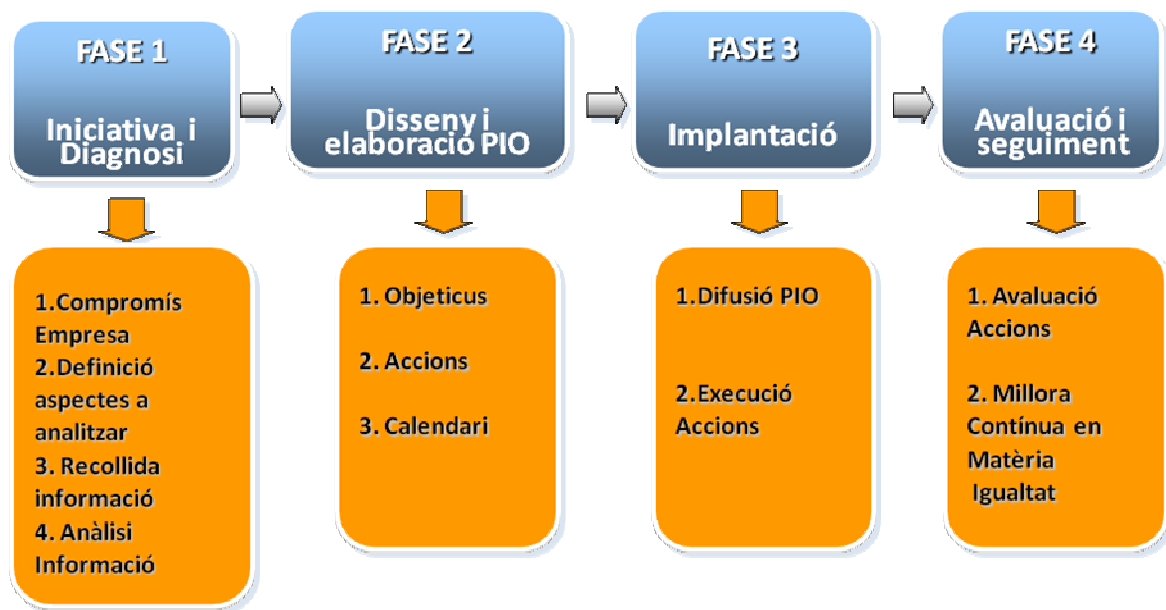 FASE 1
Iniciativa i
Diagnosi
FASE 2
Disseny i
elaboració PIO
FASE 3
Implantació
FASE 4
Avaluació i
seguiment
1.Compromís
Empresa
2.Definició
aspectes a
analitzar
3. Recollida
informació
4. Anàlisi
Informació
1. Objeticus
2. Accions
3. Calendari
1.Difusió PIO
2.Execució
Accions
1. Avaluació
Accions
2. Millora
Contínua en
Matèria
Igualtat